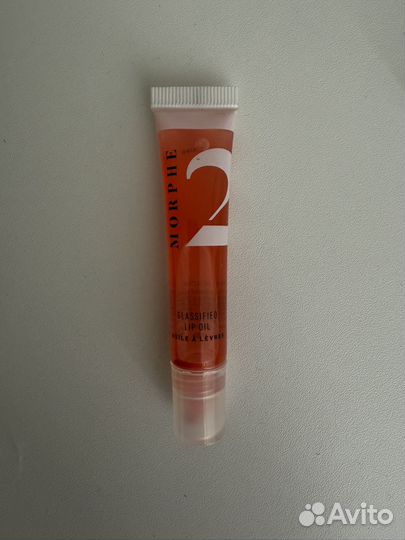 MORPHE
2
GLASSIFIED
LIP OIL
HUILE À LÈVRES
Avito